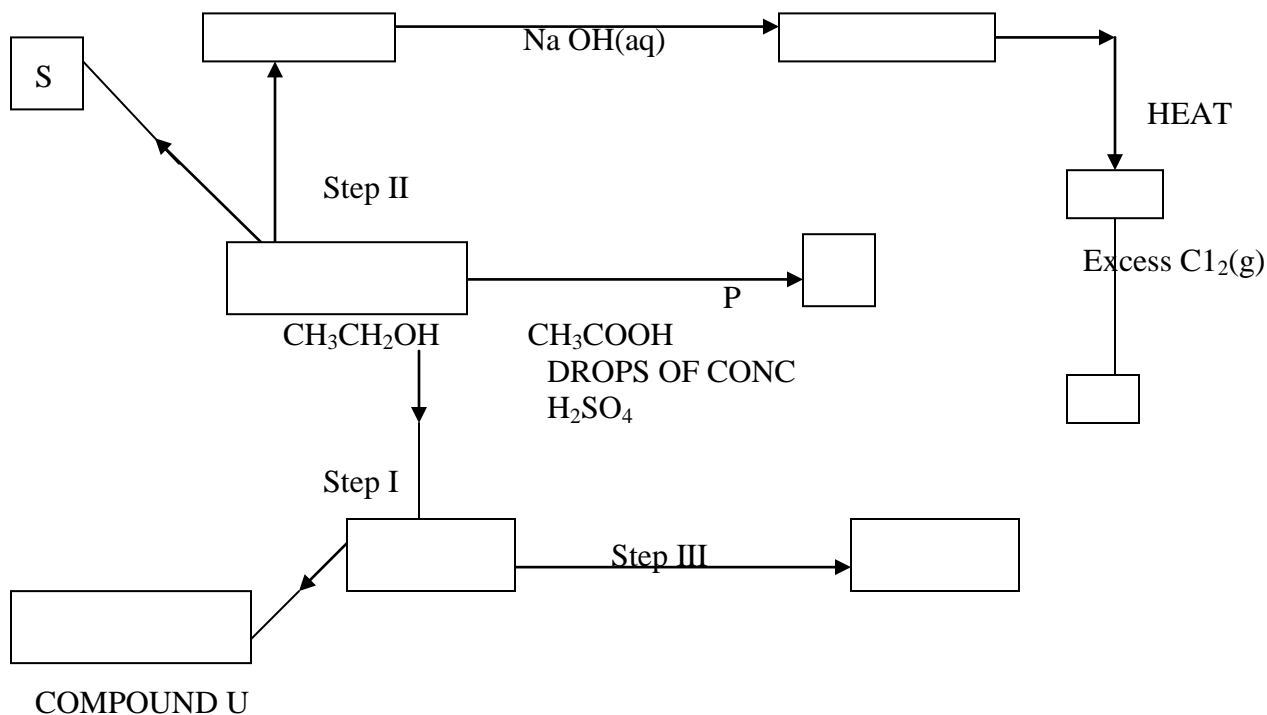 Na OH(aq)
S
HEAT
Step II
Excess C1₂(g)
P
CH₃CH₂OH
CH₃COOH
DROPS OF CONC
H₂SO₄
Step I
Step III
COMPOUND U